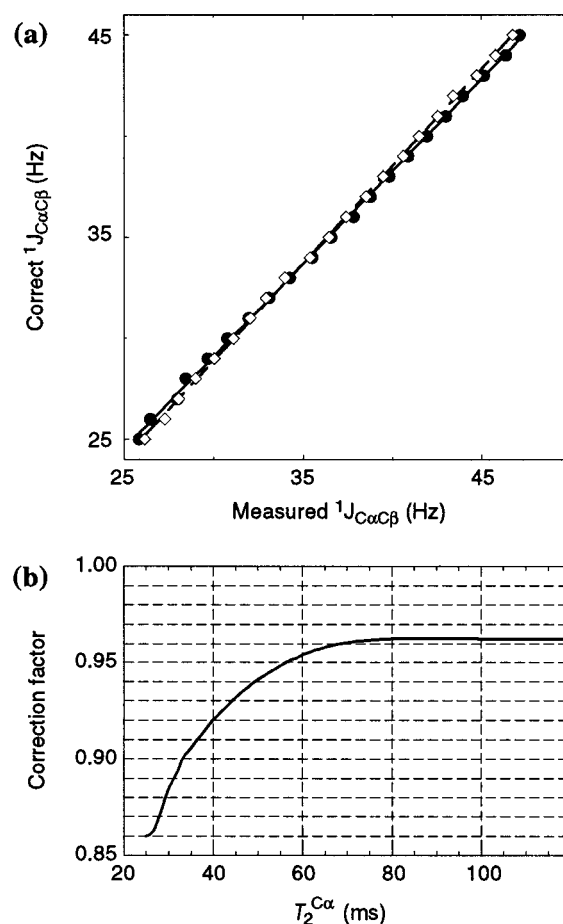 (a)
45
35
25
Correct ¹J_CαCβ (Hz)
25 35 45
Measured ¹J_CαCβ (Hz)
(b)
1.00
0.95
0.90
0.85
Correction factor
20 40 60 80 100
T₂^Cα (ms)